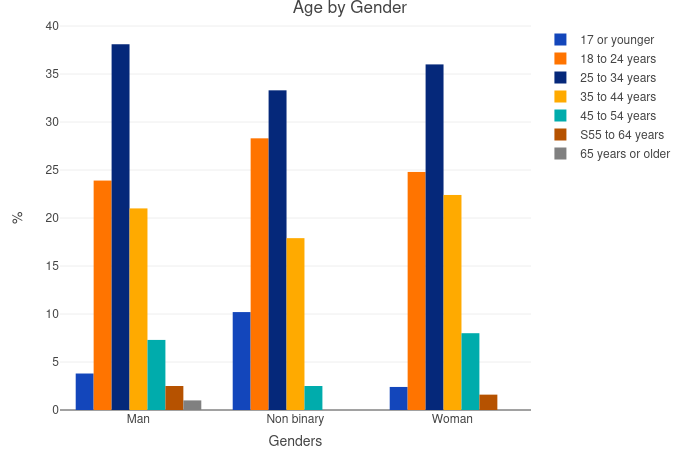 Age by Gender
40
35
30
25
20
15
10
5
0
%
Man
Non binary
Woman
Genders
17 or younger
18 to 24 years
25 to 34 years
35 to 44 years
45 to 54 years
S55 to 64 years
65 years or older